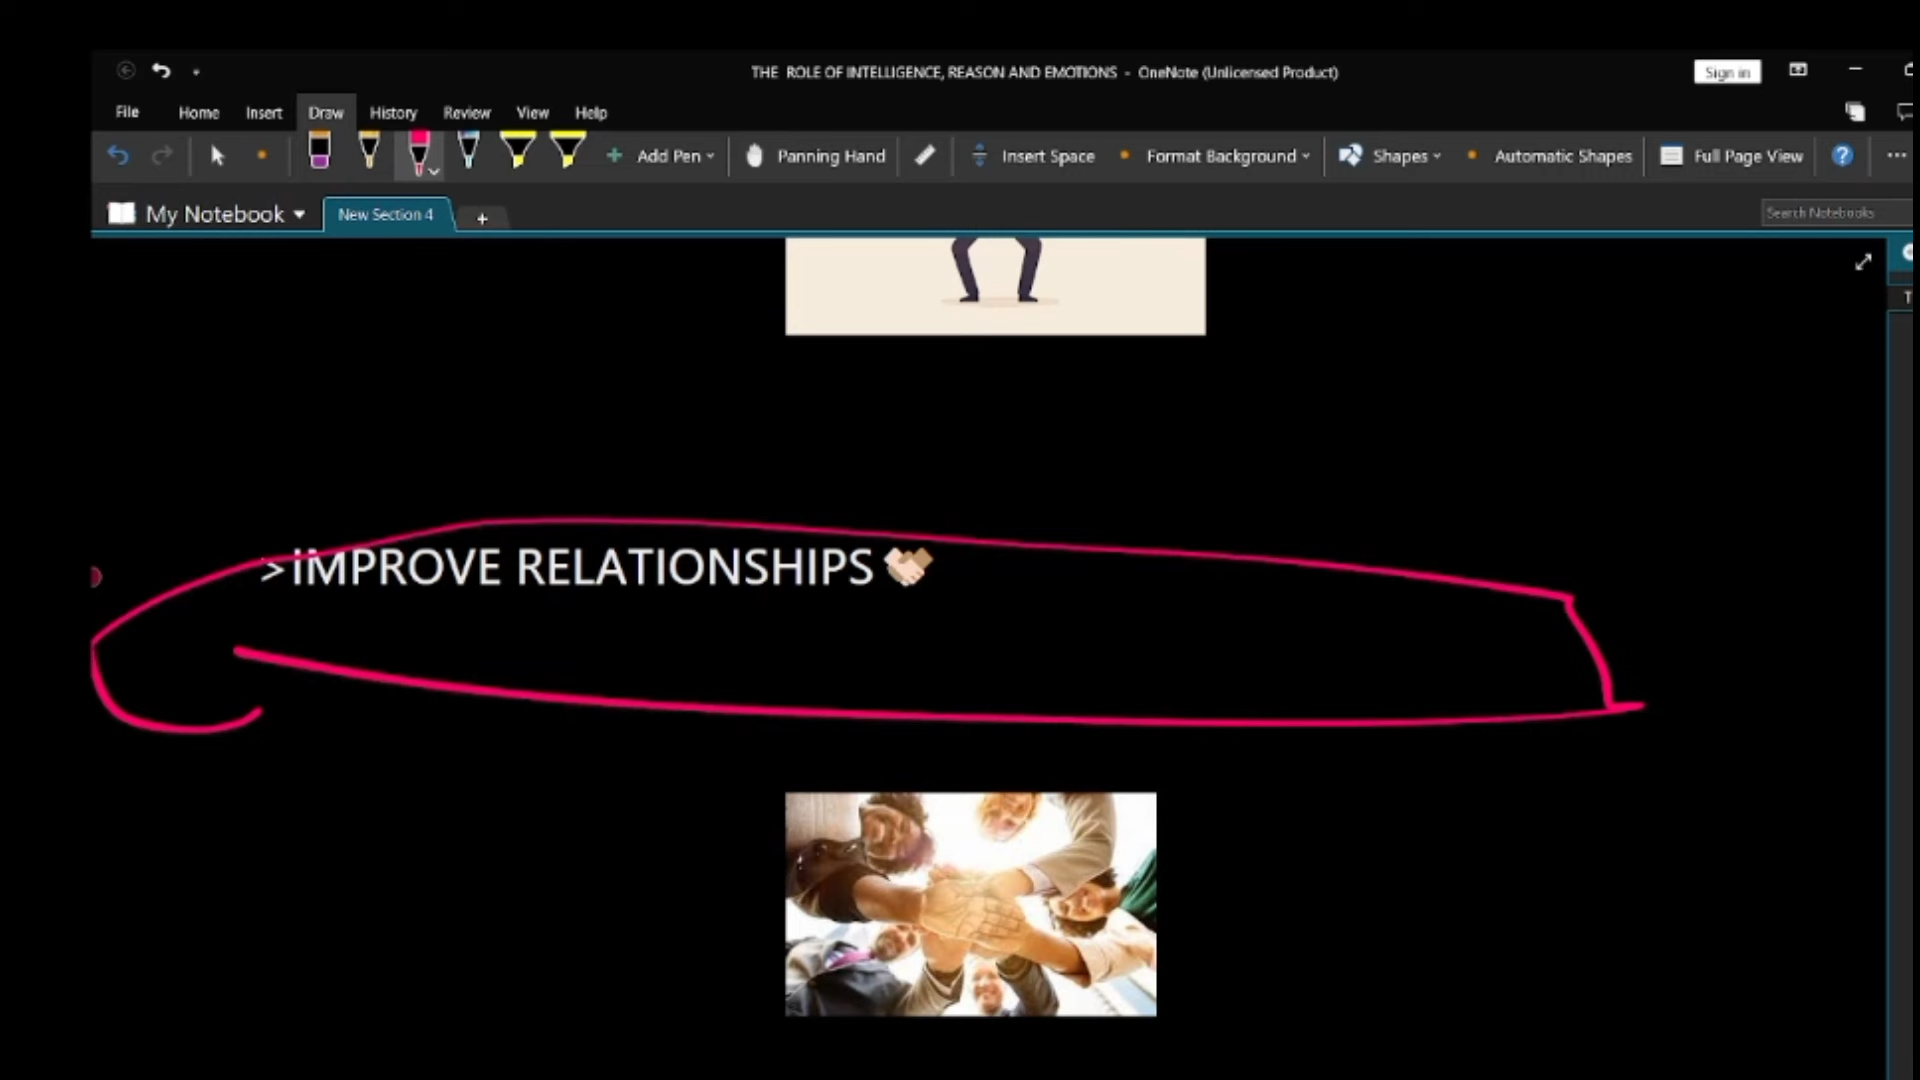 THE ROLE OF INTELLIGENCE, REASON AND EMOTIONS - OneNote (Unlicensed Product)
Sign in
File Home Insert Draw History Review View Help
Add Pen Panning Hand Insert Space Format Background Shapes Automatic Shapes Full Page View
My Notebook New Section 4 Search Notebooks
>IMPROVE RELATIONSHIPS